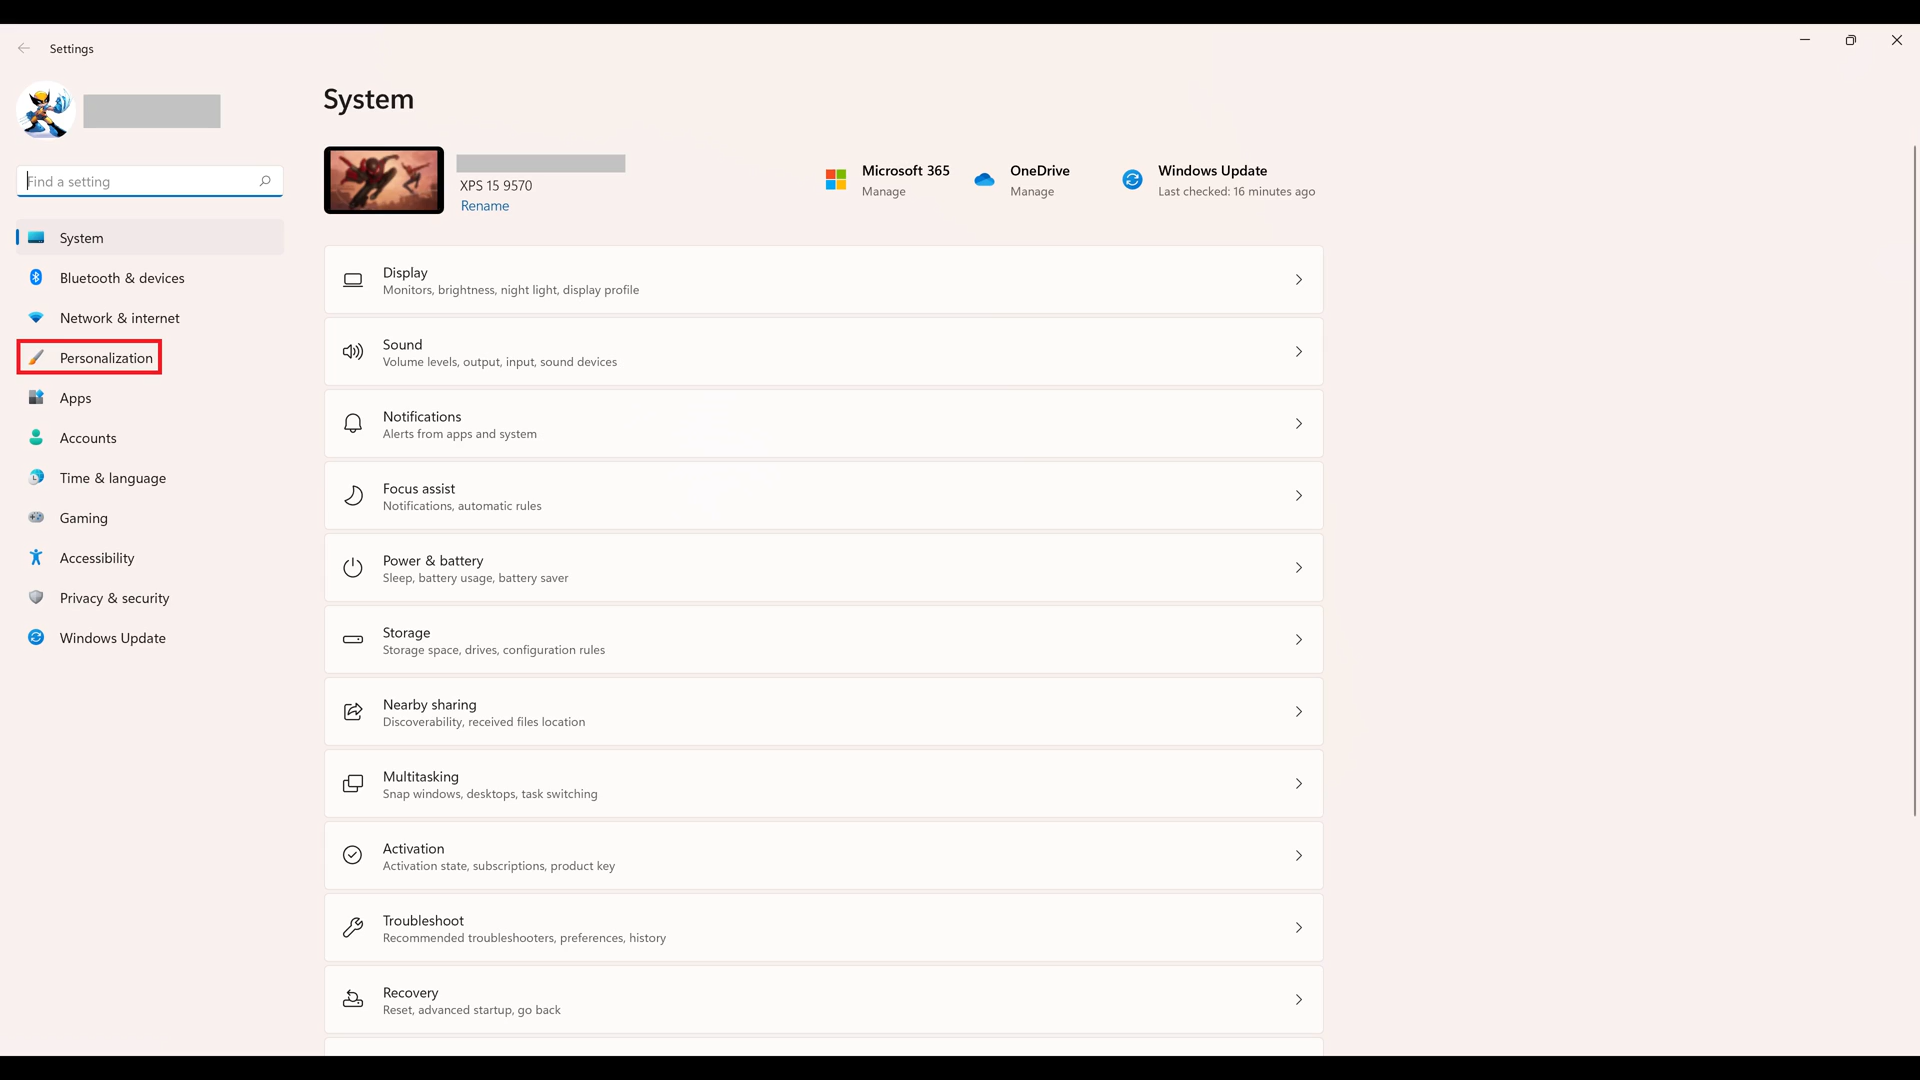 Settings
System
Find a setting
XPS 15 9570
Rename
Microsoft 365
Manage
OneDrive
Manage
Windows Update
Last checked: 16 minutes ago
System
Bluetooth & devices
Network & internet
Personalization
Apps
Accounts
Time & language
Gaming
Accessibility
Privacy & security
Windows Update
Display
Monitors, brightness, night light, display profile
Sound
Volume levels, output, input, sound devices
Notifications
Alerts from apps and system
Focus assist
Notifications, automatic rules
Power & battery
Sleep, battery usage, battery saver
Storage
Storage space, drives, configuration rules
Nearby sharing
Discoverability, received files location
Multitasking
Snap windows, desktops, task switching
Activation
Activation state, subscriptions, product key
Troubleshoot
Recommended troubleshooters, preferences, history
Recovery
Reset, advanced startup, go back